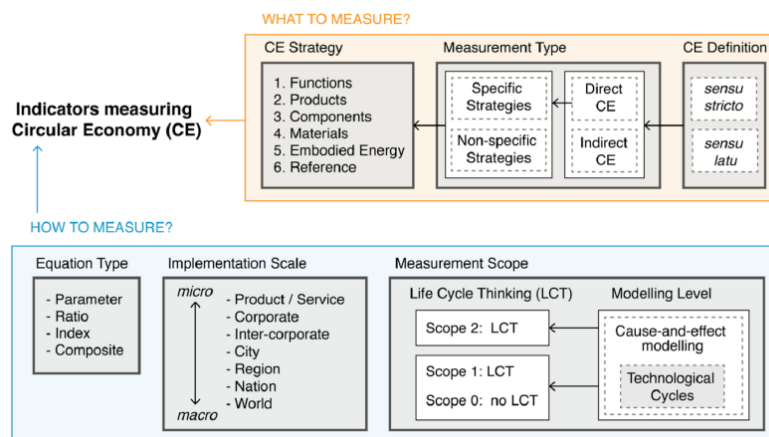 WHAT TO MEASURE?
CE Strategy
1. Functions
2. Products
3. Components
4. Materials
5. Embodied Energy
6. Reference
Measurement Type
Specific
Strategies
Non-specific
Strategies
Direct
CE
Indirect
CE
CE Definition
sensu
stricto
sensu
latu
Indicators measuring
Circular Economy (CE)
HOW TO MEASURE?
Equation Type
- Parameter
- Ratio
- Index
- Composite
Implementation Scale
micro
macro
- Product / Service
- Corporate
- Inter-corporate
- City
- Region
- Nation
- World
Measurement Scope
Life Cycle Thinking (LCT)
Scope 2: LCT
Scope 1: LCT
Scope 0: no LCT
Modelling Level
Cause-and-effect
modelling
Technological
Cycles